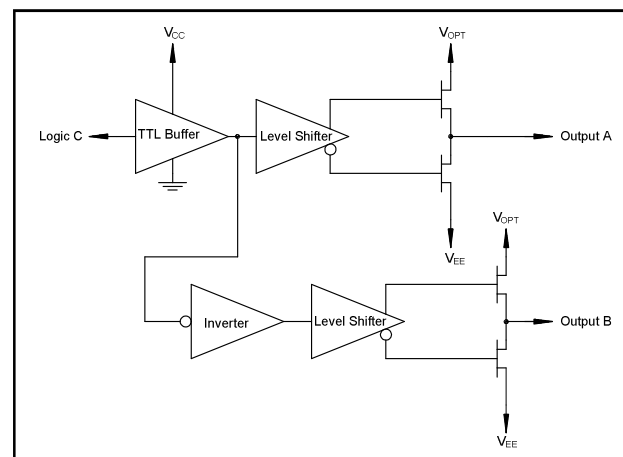 VCC
VOPT
Logic C
TTL Buffer
Level Shifter
Output A
VEE
VOPT
Inverter
Level Shifter
Output B
VEE